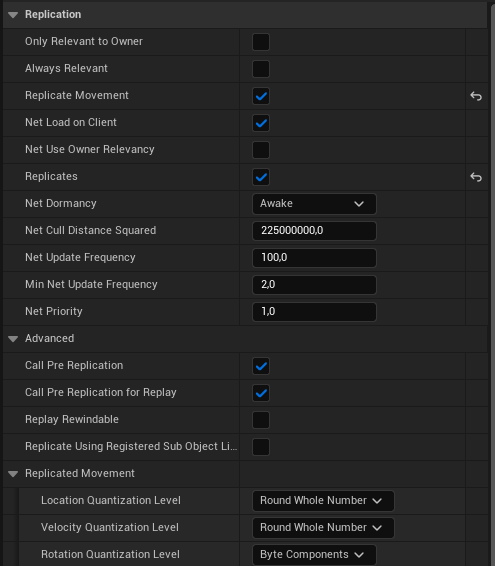 Replication
Only Relevant to Owner
Always Relevant
Replicate Movement
Net Load on Client
Net Use Owner Relevancy
Replicates
Net Dormancy Awake
Net Cull Distance Squared 225000000,0
Net Update Frequency 100,0
Min Net Update Frequency 2,0
Net Priority 1,0
Advanced
Call Pre Replication
Call Pre Replication for Replay
Replay Rewindable
Replicate Using Registered Sub Object Li...
Replicated Movement
Location Quantization Level Round Whole Number
Velocity Quantization Level Round Whole Number
Rotation Quantization Level Byte Components